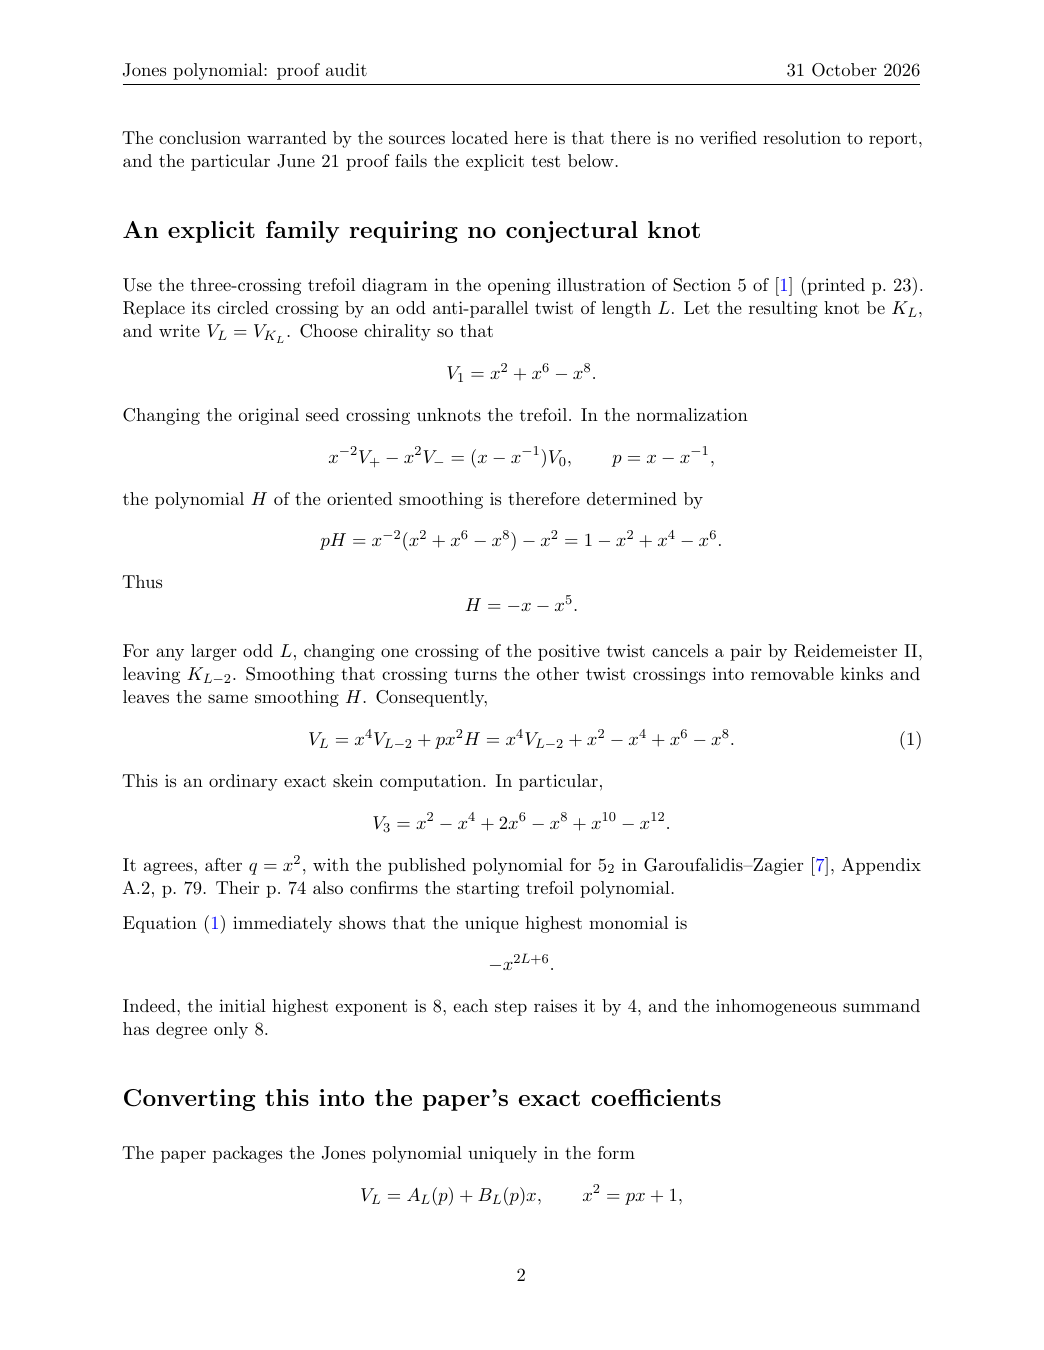 Jones polynomial: proof audit 31 October 2026
The conclusion warranted by the sources located here is that there is no verified resolution to report,
and the particular June 21 proof fails the explicit test below.
An explicit family requiring no conjectural knot
Use the three-crossing trefoil diagram in the opening illustration of Section 5 of [1] (printed p. 23).
Replace its circled crossing by an odd anti-parallel twist of length $L$. Let the resulting knot be $K_L$,
and write $V_L = V_{K_L}$. Choose chirality so that
$V_1 = x^2 + x^6 - x^8.$
Changing the original seed crossing unknots the trefoil. In the normalization
$x^{-2}V_+ - x^2V_- = (x - x^{-1})V_0, \qquad p = x - x^{-1},$
the polynomial $H$ of the oriented smoothing is therefore determined by
$pH = x^{-2}(x^2 + x^6 - x^8) - x^2 = 1 - x^2 + x^4 - x^6.$
Thus
$H = -x - x^5.$
For any larger odd $L$, changing one crossing of the positive twist cancels a pair by Reidemeister II,
leaving $K_{L-2}$. Smoothing that crossing turns the other twist crossings into removable kinks and
leaves the same smoothing $H$. Consequently,
$V_L = x^4V_{L-2} + px^2H = x^4V_{L-2} + x^2 - x^4 + x^6 - x^8.$ (1)
This is an ordinary exact skein computation. In particular,
$V_3 = x^2 - x^4 + 2x^6 - x^8 + x^{10} - x^{12}.$
It agrees, after $q = x^2$, with the published polynomial for $5_2$ in Garoufalidis–Zagier [7], Appendix
A.2, p. 79. Their p. 74 also confirms the starting trefoil polynomial.
Equation (1) immediately shows that the unique highest monomial is
$-x^{2L+6}.$
Indeed, the initial highest exponent is 8, each step raises it by 4, and the inhomogeneous summand
has degree only 8.
Converting this into the paper's exact coefficients
The paper packages the Jones polynomial uniquely in the form
$V_L = A_L(p) + B_L(p)x, \qquad x^2 = px + 1,$
2